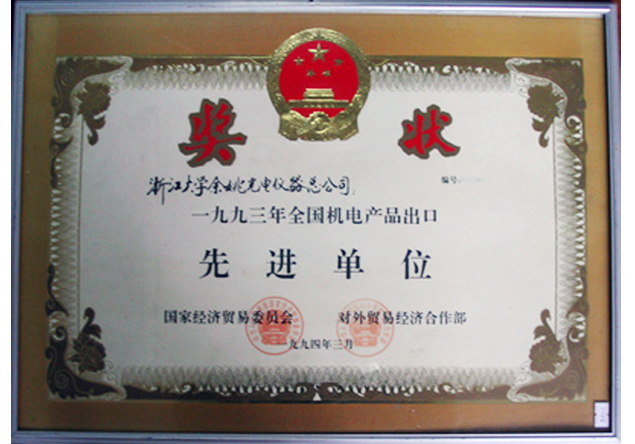 奖状
浙江大学余姚光电仪器总公司:
编号:
一九九三年全国机电产品出口
先进单位
国家经济贸易委员会 对外贸易经济合作部
一九九四年三月